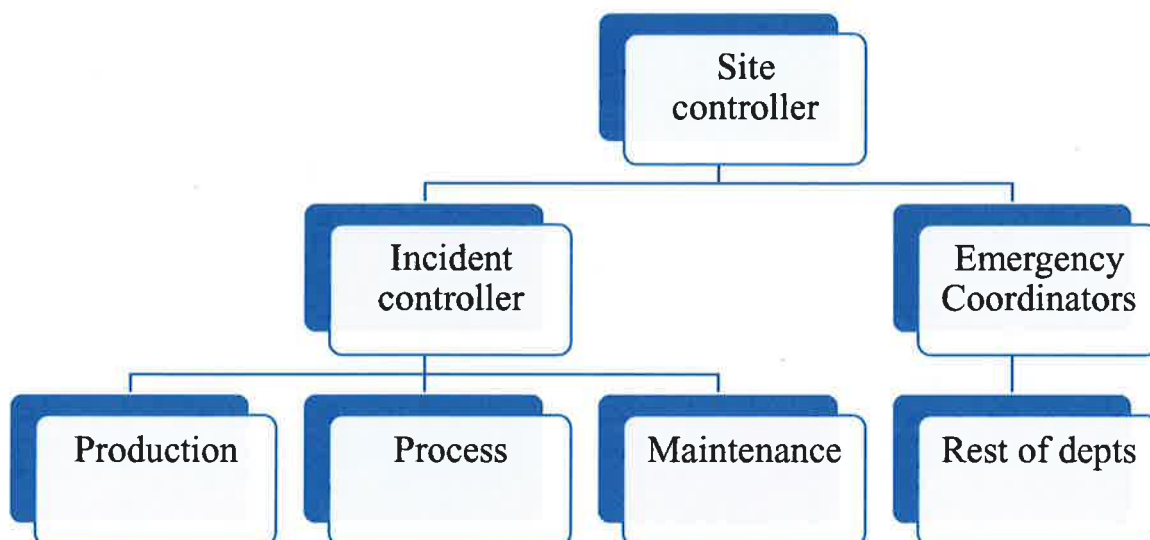 Site
controller
Incident
controller
Emergency
Coordinators
Production
Process
Maintenance
Rest of depts